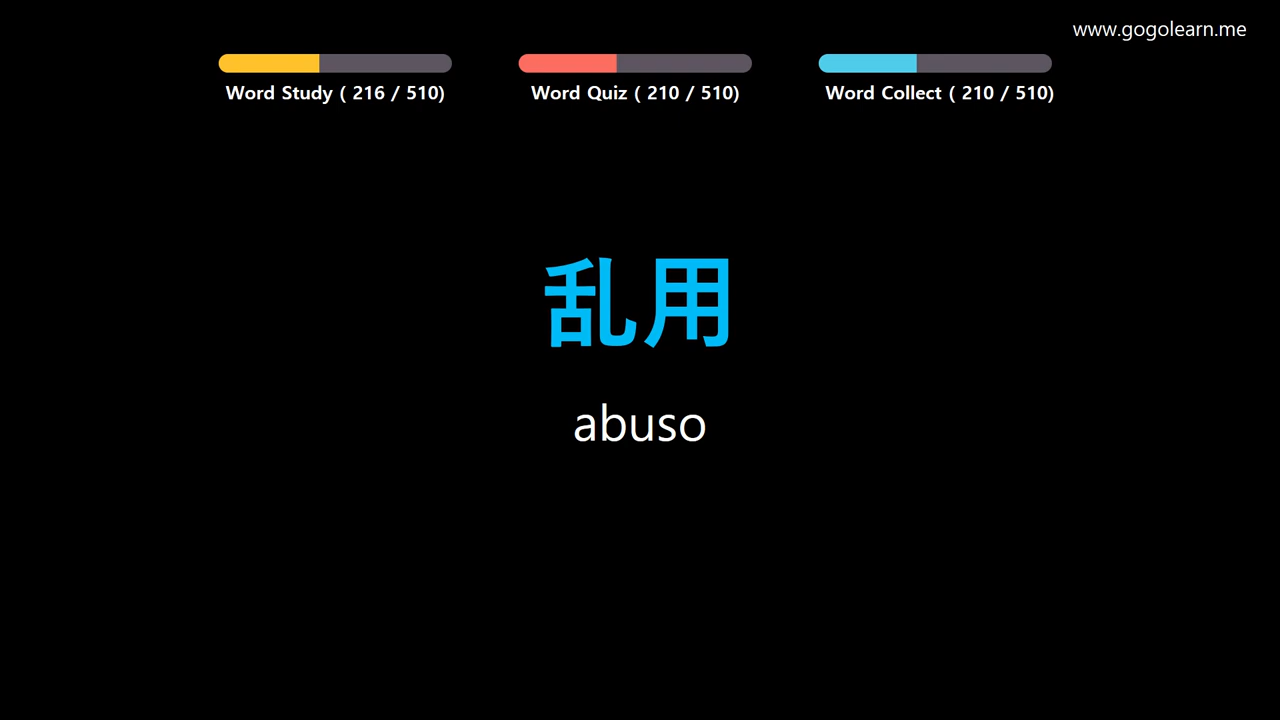 www.gogolearn.me
Word Study ( 216 / 510)
Word Quiz ( 210 / 510)
Word Collect ( 210 / 510)
乱用
abuso